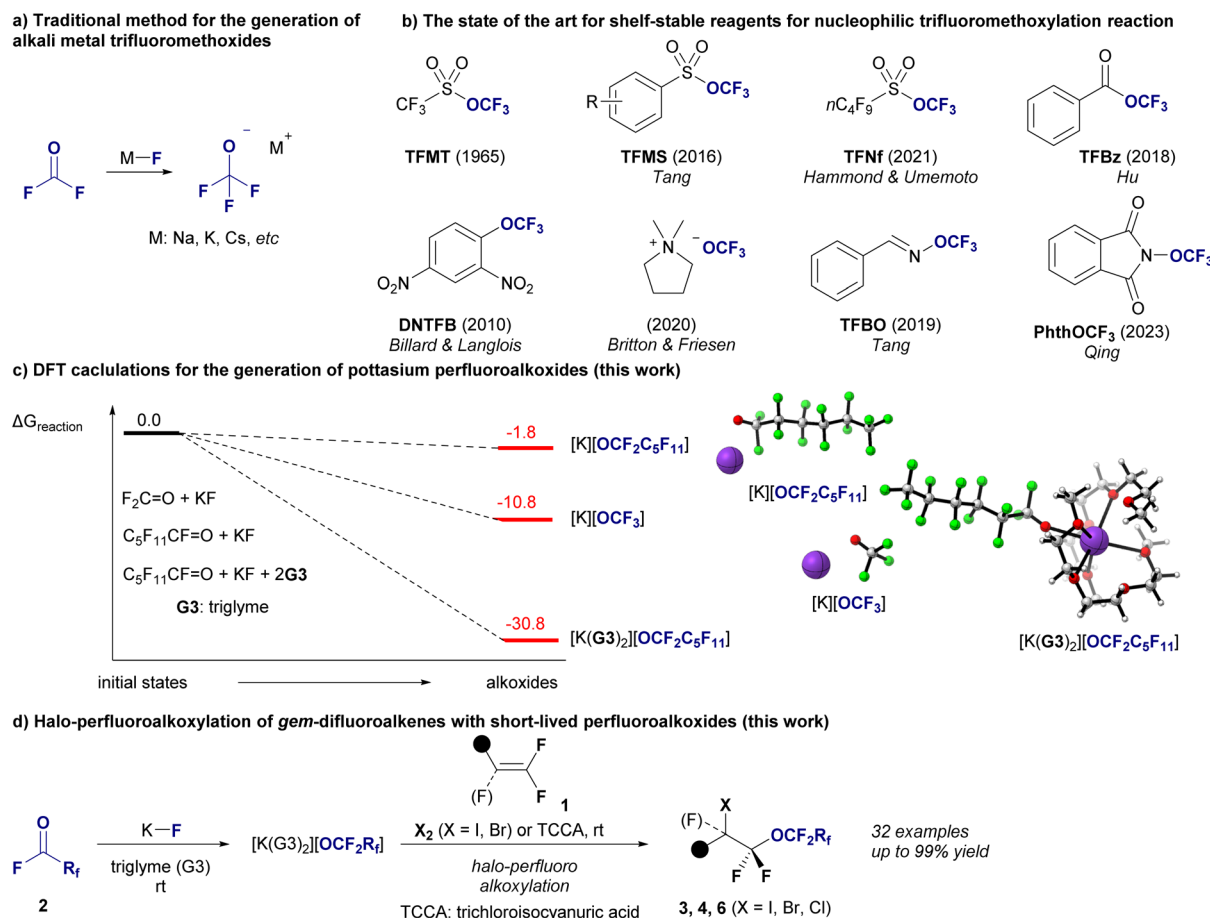 a) Traditional method for the generation of
alkali metal trifluoromethoxides
O
F F
M—F
O −
M+
F F
F
M: Na, K, Cs, etc
b) The state of the art for shelf-stable reagents for nucleophilic trifluoromethoxylation reaction
O O
CF3 S OCF3
TFMT (1965)
O O
R S OCF3
TFMS (2016)
Tang
O O
nC4F9 S OCF3
TFNf (2021)
Hammond & Umemoto
O
OCF3
TFBz (2018)
Hu
OCF3
O2N NO2
DNTFB (2010)
Billard & Langlois
+
N
− OCF3
(2020)
Britton & Friesen
N OCF3
TFBO (2019)
Tang
O
N—OCF3
O
PhthOCF3 (2023)
Qing
c) DFT caclulations for the generation of pottasium perfluoroalkoxides (this work)
ΔGreaction
0.0
-1.8
[K][OCF2C5F11]
-10.8
[K][OCF3]
-30.8
[K(G3)2][OCF2C5F11]
F2C=O + KF
C5F11CF=O + KF
C5F11CF=O + KF + 2G3
G3: triglyme
initial states
alkoxides
[K][OCF2C5F11]
[K][OCF3]
[K(G3)2][OCF2C5F11]
d) Halo-perfluoroalkoxylation of gem-difluoroalkenes with short-lived perfluoroalkoxides (this work)
O
F Rf
2
K—F
triglyme (G3)
rt
[K(G3)2][OCF2Rf]
F
(F) F
1
X2 (X = I, Br) or TCCA, rt
halo-perfluoro
alkoxylation
TCCA: trichloroisocyanuric acid
X
(F) OCF2Rf
F F
3, 4, 6 (X = I, Br, Cl)
32 examples
up to 99% yield